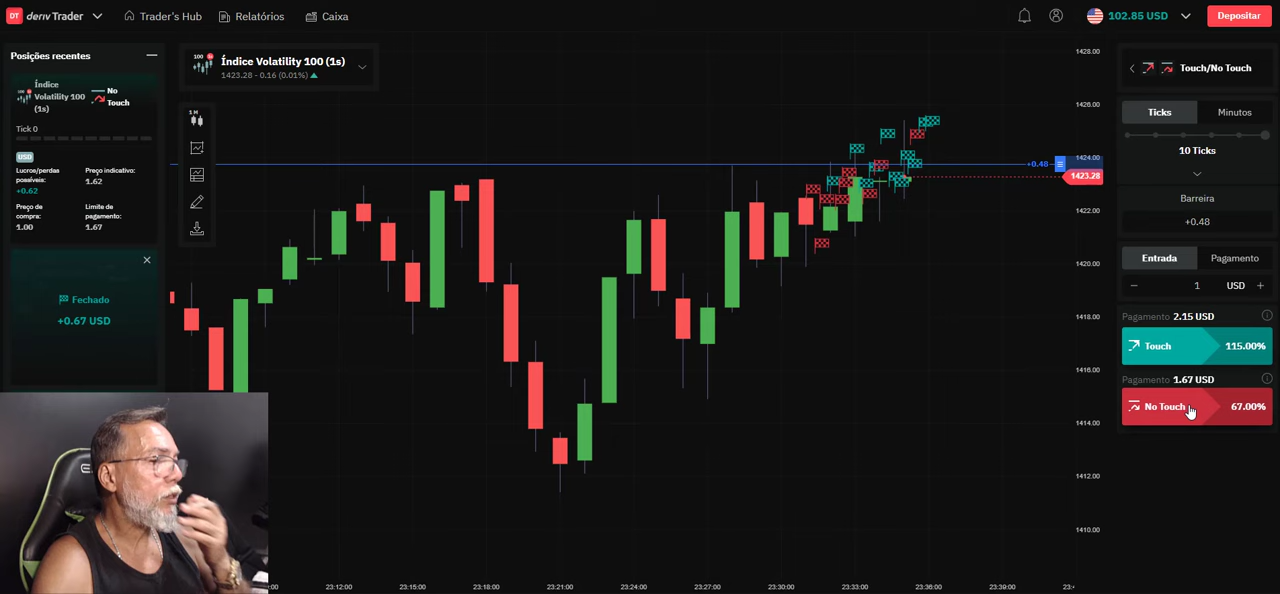 DT deriv Trader
Trader's Hub
Relatórios
Caixa
102.85 USD
Depositar
Posições recentes
Índice
Volatility 100
(1s)
No
Touch
Tick 0
USD
Lucros/perdas
possíveis:
+0.62
Preço indicativo:
1.62
Preço de
compra:
1.00
Limite de
pagamento:
1.67
Fechado
+0.67 USD
100
Índice Volatility 100 (1s)
1423.28 - 0.16 (0.01%)
1 M
1428.00
1426.00
1424.00
1422.00
1420.00
1418.00
1416.00
1414.00
1412.00
1410.00
+0.48
1423.28
23:12:00
23:15:00
23:18:00
23:21:00
23:24:00
23:27:00
23:30:00
23:33:00
23:36:00
23:39:00
Touch/No Touch
Ticks
Minutos
10 Ticks
Barreira
+0.48
Entrada
Pagamento
− 1 USD +
Pagamento 2.15 USD
Touch 115.00%
Pagamento 1.67 USD
No Touch 67.00%